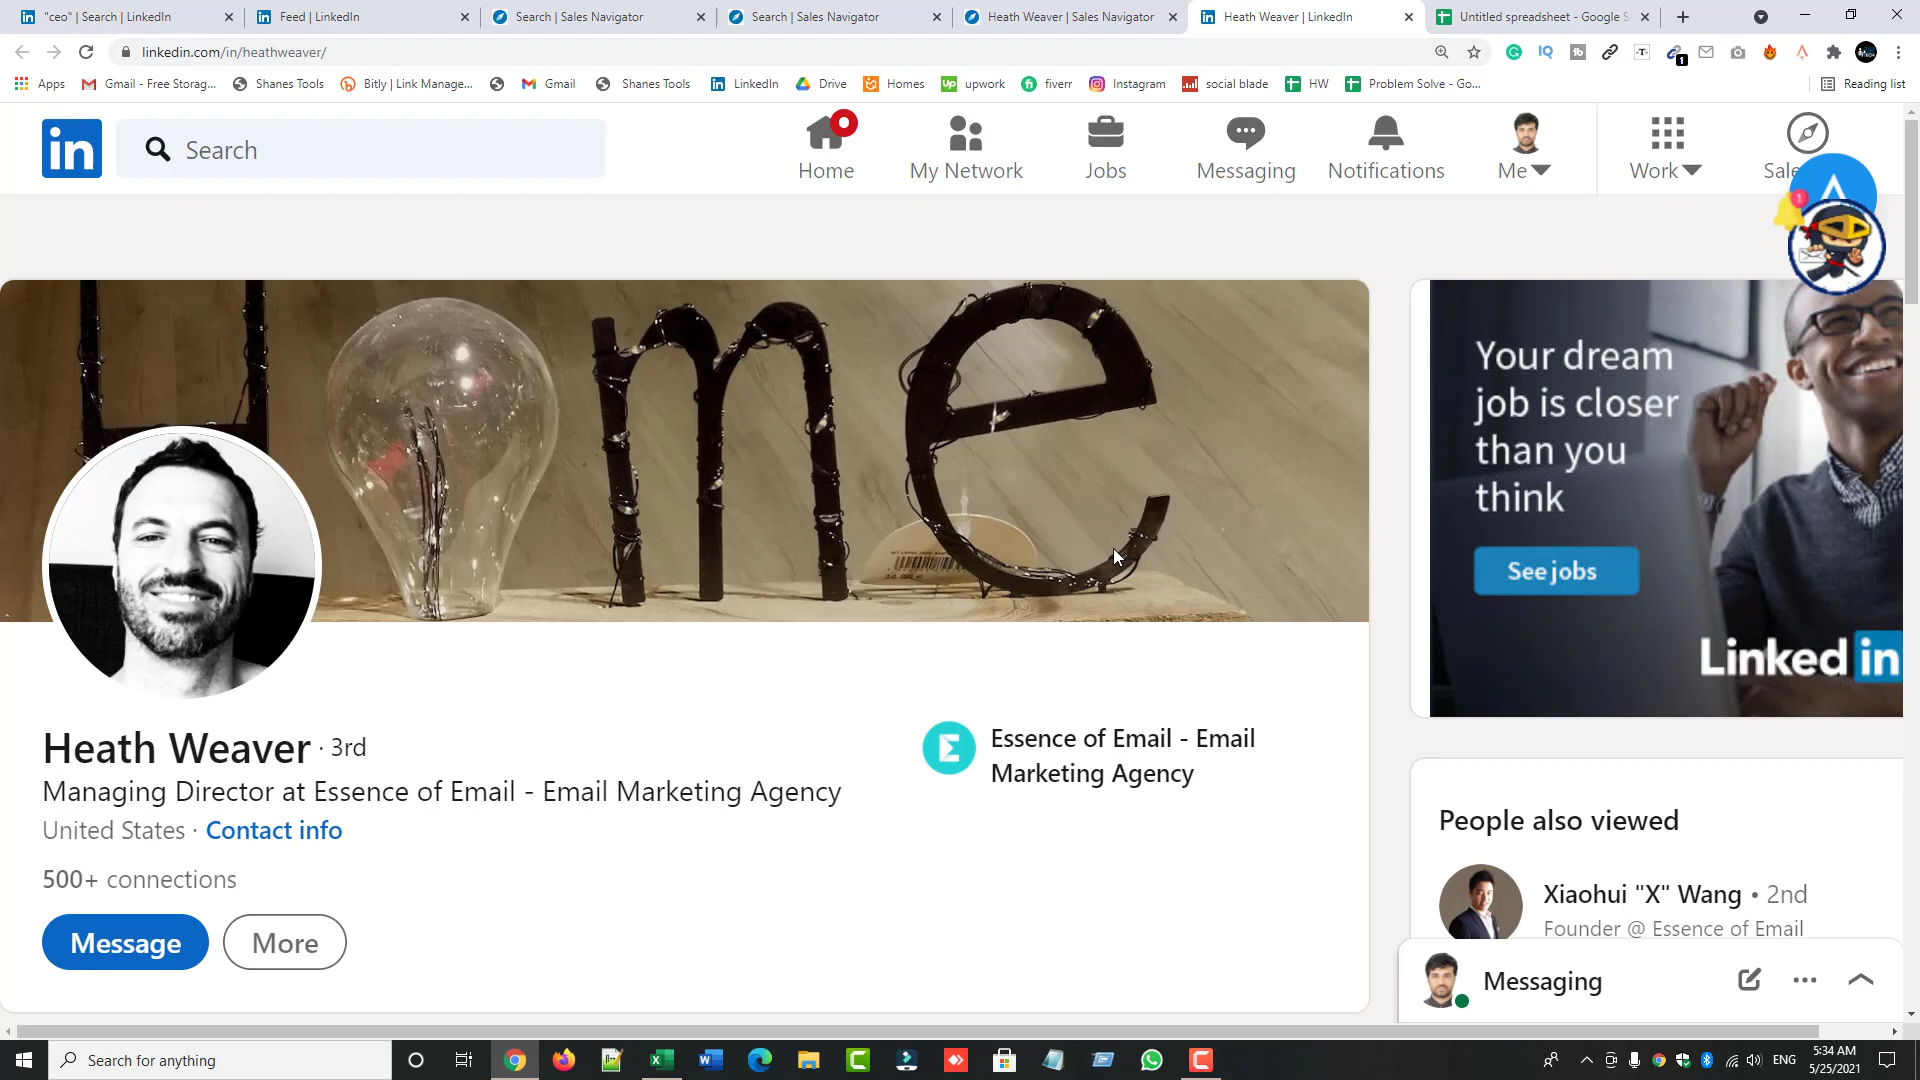 "ceo" | Search | LinkedIn
Feed | LinkedIn
Search | Sales Navigator
Search | Sales Navigator
Heath Weaver | Sales Navigator
Heath Weaver | LinkedIn
Untitled spreadsheet - Google S
linkedin.com/in/heathweaver/
Apps
Gmail - Free Storag...
Shanes Tools
Bitly | Link Manage...
Gmail
Shanes Tools
LinkedIn
Drive
Homes
upwork
fiverr
Instagram
social blade
HW
Problem Solve - Go...
Reading list
in
Search
Home
My Network
Jobs
Messaging
Notifications
Me
Work
Sale
1
me
Your dream
job is closer
than you
think
See jobs
Linked in
Heath Weaver · 3rd
Managing Director at Essence of Email - Email Marketing Agency
United States · Contact info
500+ connections
Message
More
Essence of Email - Email
Marketing Agency
People also viewed
Xiaohui "X" Wang • 2nd
Founder @ Essence of Email
Messaging
Search for anything
ENG
5:34 AM
5/25/2021